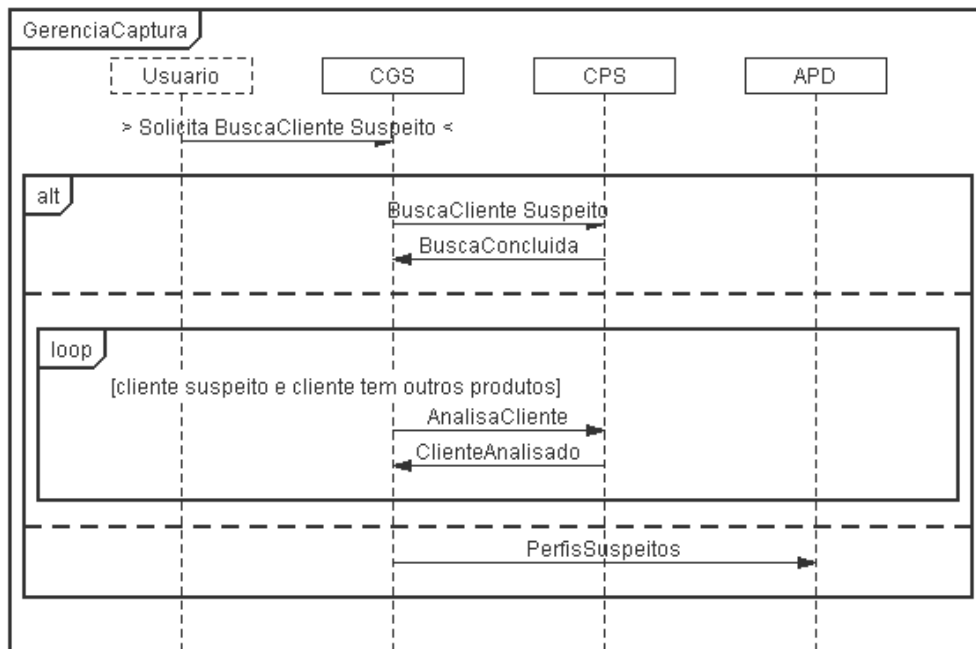 GerenciaCaptura
Usuario CGS CPS APD
> Solicita BuscaCliente Suspeito <
alt
BuscaCliente Suspeito
BuscaConcluida
loop
[cliente suspeito e cliente tem outros produtos]
AnalisaCliente
ClienteAnalisado
PerfisSuspeitos